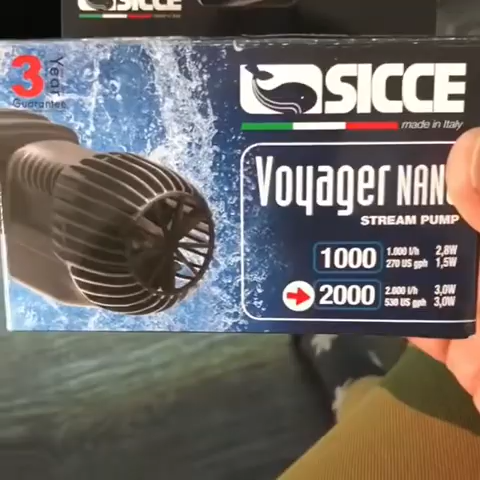 SICCE
3 Year
Guarantee
SICCE
made in Italy
Voyager NANO
STREAM PUMP
1000 1.000 l/h 2,8W
270 US gph 1,5W
2000 2.000 l/h 3,0W
530 US gph 3,0W